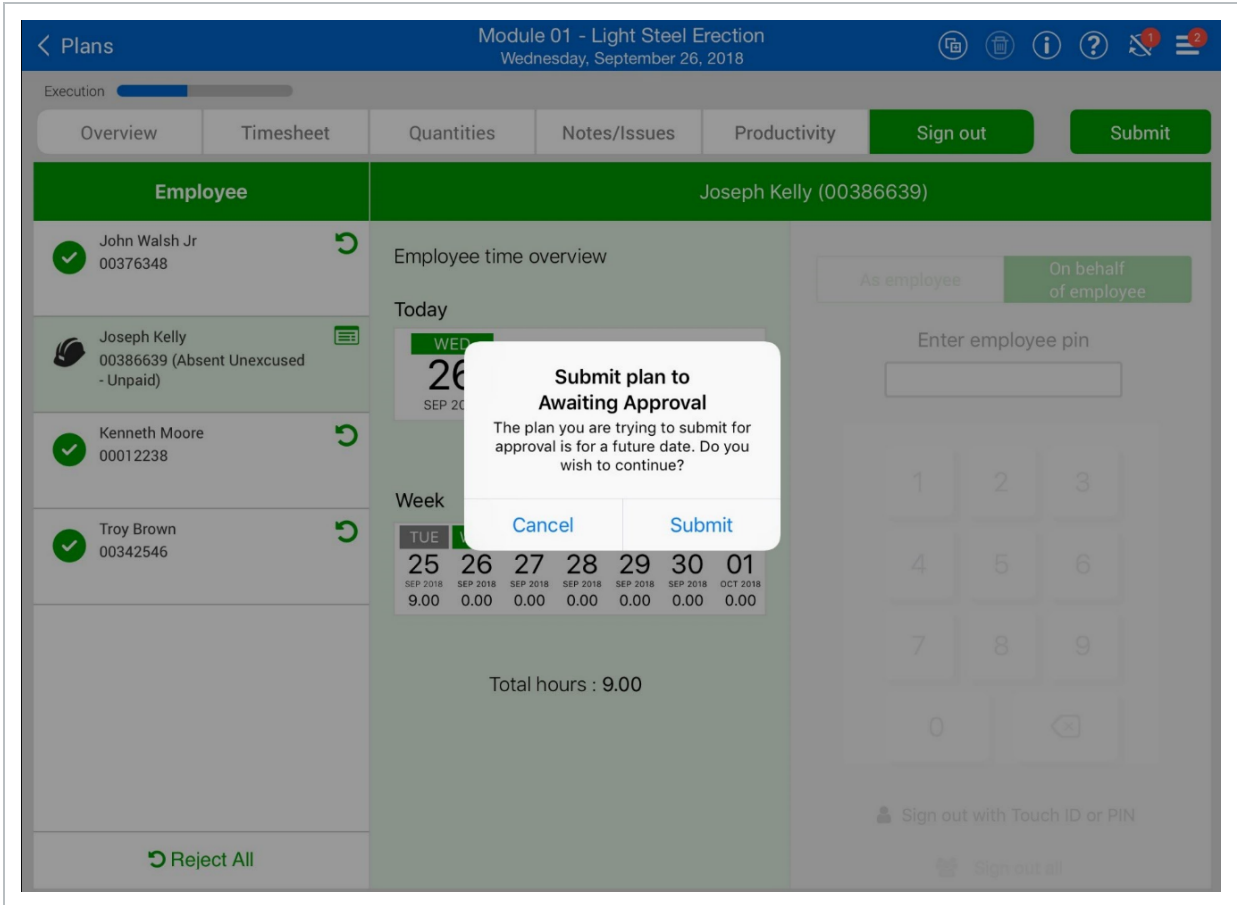 Plans
Module 01 - Light Steel Erection
Wednesday, September 26, 2018
1
2
Execution
Overview
Timesheet
Quantities
Notes/Issues
Productivity
Sign out
Submit
Employee
Joseph Kelly (00386639)
John Walsh Jr
00376348
Joseph Kelly
00386639 (Absent Unexcused
- Unpaid)
Kenneth Moore
00012238
Troy Brown
00342546
Reject All
Employee time overview
Today
WED
26
SEP 20
Submit plan to
Awaiting Approval
The plan you are trying to submit for
approval is for a future date. Do you
wish to continue?
Cancel
Submit
Week
TUE
25 26 27 28 29 30 01
SEP 2018 SEP 2018 SEP 2018 SEP 2018 SEP 2018 SEP 2018 OCT 2018
9.00 0.00 0.00 0.00 0.00 0.00 0.00
Total hours : 9.00
As employee
On behalf
of employee
Enter employee pin
1 2 3
4 5 6
7 8 9
0
Sign out with Touch ID or PIN
Sign out all